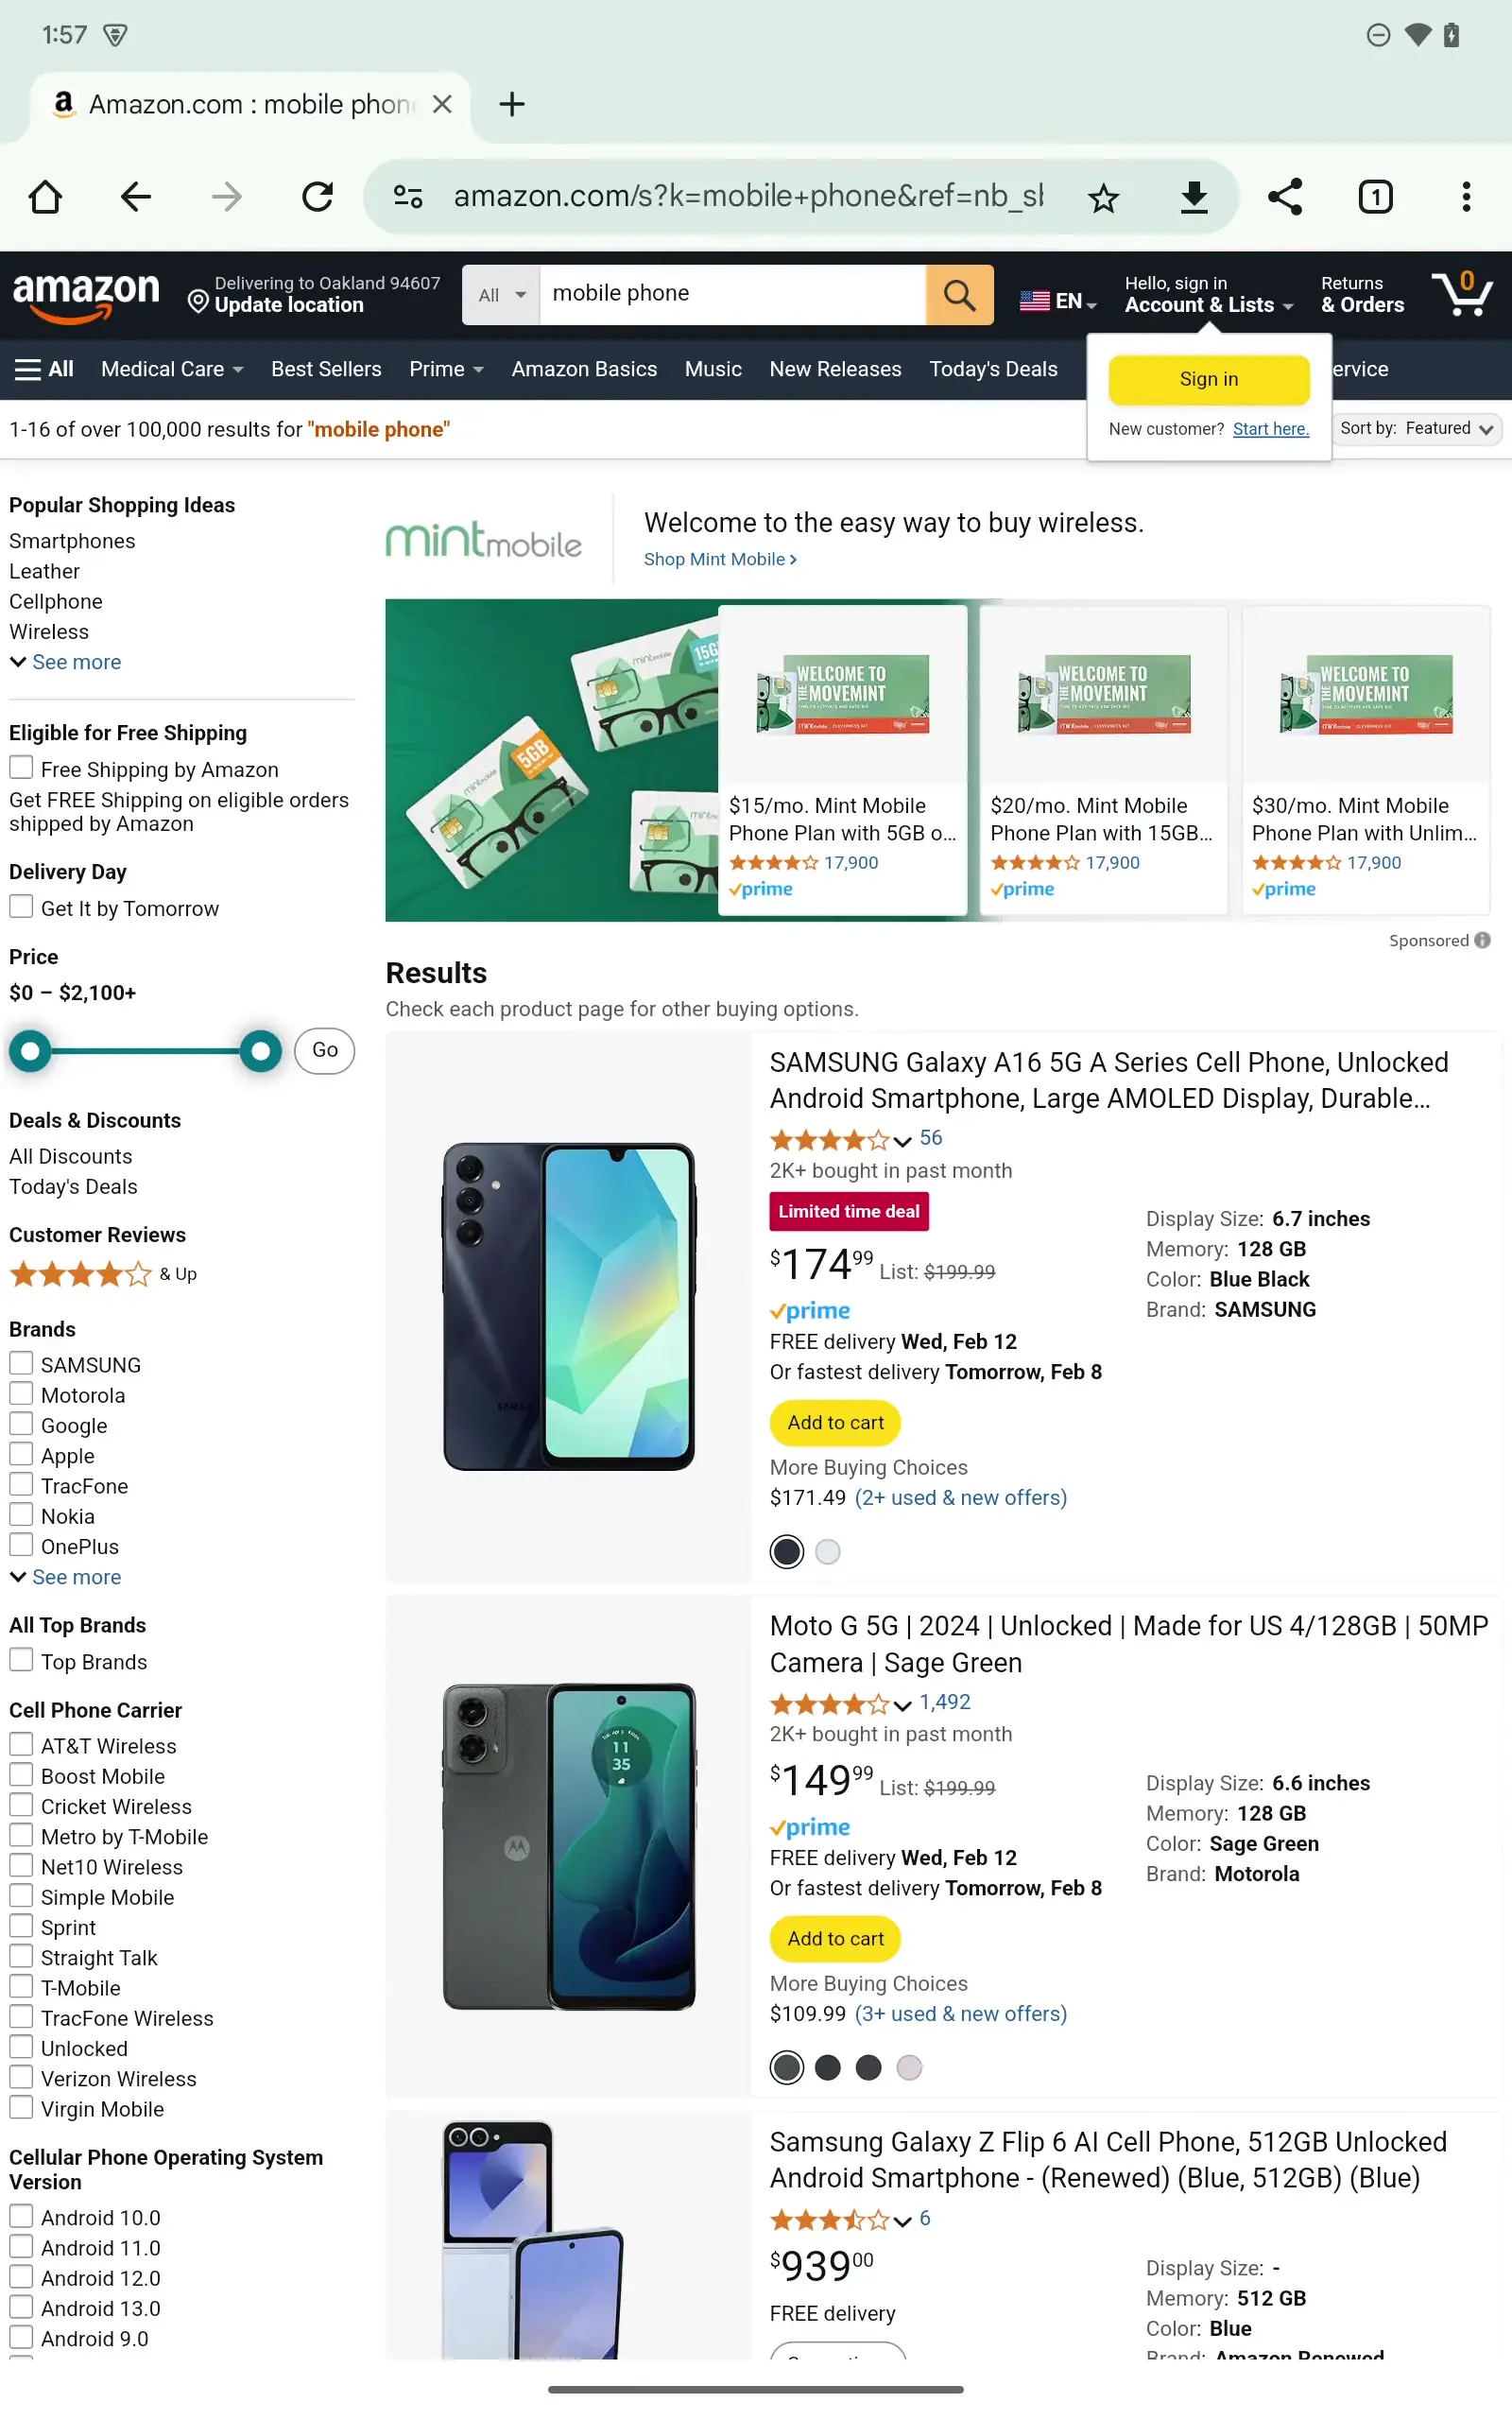 1:57
Amazon.com : mobile phon
amazon.com/s?k=mobile+phone&ref=nb_sl
1
amazon
Delivering to Oakland 94607
Update location
All
mobile phone
EN
Hello, sign in
Account & Lists
Returns
& Orders
0
All
Medical Care
Best Sellers
Prime
Amazon Basics
Music
New Releases
Today's Deals
ervice
Sign in
New customer? Start here.
1-16 of over 100,000 results for "mobile phone"
Sort by: Featured
Popular Shopping Ideas
Smartphones
Leather
Cellphone
Wireless
See more
Eligible for Free Shipping
Free Shipping by Amazon
Get FREE Shipping on eligible orders
shipped by Amazon
Delivery Day
Get It by Tomorrow
Price
$0 – $2,100+
Go
Deals & Discounts
All Discounts
Today's Deals
Customer Reviews
& Up
Brands
SAMSUNG
Motorola
Google
Apple
TracFone
Nokia
OnePlus
See more
All Top Brands
Top Brands
Cell Phone Carrier
AT&T Wireless
Boost Mobile
Cricket Wireless
Metro by T-Mobile
Net10 Wireless
Simple Mobile
Sprint
Straight Talk
T-Mobile
TracFone Wireless
Unlocked
Verizon Wireless
Virgin Mobile
Cellular Phone Operating System
Version
Android 10.0
Android 11.0
Android 12.0
Android 13.0
Android 9.0
mintmobile
Welcome to the easy way to buy wireless.
Shop Mint Mobile
mintmobile
15G
mintmobile
5GB
WELCOME TO
THE MOVEMINT
$15/mo. Mint Mobile
Phone Plan with 5GB o...
17,900
prime
WELCOME TO
THE MOVEMINT
$20/mo. Mint Mobile
Phone Plan with 15GB...
17,900
prime
WELCOME TO
THE MOVEMINT
$30/mo. Mint Mobile
Phone Plan with Unlim...
17,900
prime
Sponsored
Results
Check each product page for other buying options.
SAMSUNG Galaxy A16 5G A Series Cell Phone, Unlocked
Android Smartphone, Large AMOLED Display, Durable…
56
2K+ bought in past month
Limited time deal
$174.99 List: $199.99
prime
FREE delivery Wed, Feb 12
Or fastest delivery Tomorrow, Feb 8
Add to cart
More Buying Choices
$171.49 (2+ used & new offers)
Display Size: 6.7 inches
Memory: 128 GB
Color: Blue Black
Brand: SAMSUNG
Moto G 5G | 2024 | Unlocked | Made for US 4/128GB | 50MP
Camera | Sage Green
11
35
1,492
2K+ bought in past month
$149.99 List: $199.99
prime
FREE delivery Wed, Feb 12
Or fastest delivery Tomorrow, Feb 8
Add to cart
More Buying Choices
$109.99 (3+ used & new offers)
Display Size: 6.6 inches
Memory: 128 GB
Color: Sage Green
Brand: Motorola
Samsung Galaxy Z Flip 6 AI Cell Phone, 512GB Unlocked
Android Smartphone - (Renewed) (Blue, 512GB) (Blue)
6
$939.00
FREE delivery
Display Size: -
Memory: 512 GB
Color: Blue
Brand: Amazon Renewed